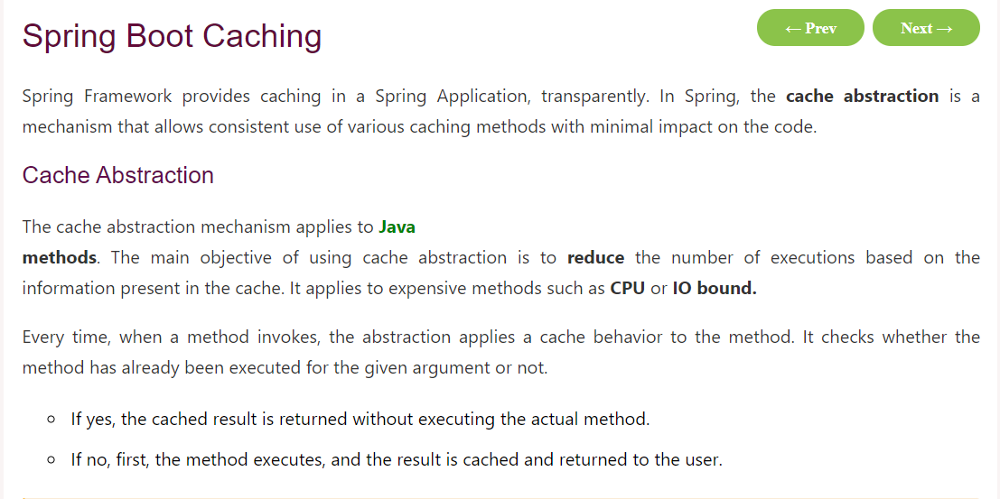 Spring Boot Caching
← Prev
Next →
Spring Framework provides caching in a Spring Application, transparently. In Spring, the cache abstraction is a
mechanism that allows consistent use of various caching methods with minimal impact on the code.
Cache Abstraction
The cache abstraction mechanism applies to Java
methods. The main objective of using cache abstraction is to reduce the number of executions based on the
information present in the cache. It applies to expensive methods such as CPU or IO bound.
Every time, when a method invokes, the abstraction applies a cache behavior to the method. It checks whether the
method has already been executed for the given argument or not.
If yes, the cached result is returned without executing the actual method.
If no, first, the method executes, and the result is cached and returned to the user.